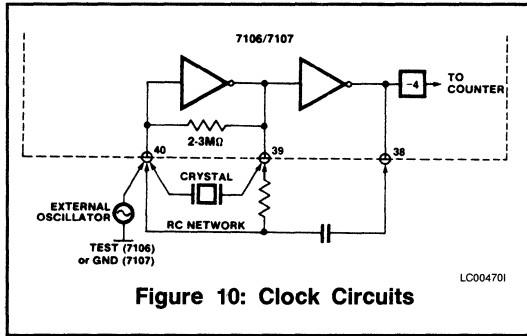 7106/7107
-4
TO
COUNTER
2-3MΩ
40
39
38
CRYSTAL
EXTERNAL
OSCILLATOR
RC NETWORK
TEST (7106)
or GND (7107)
LC00470I
Figure 10: Clock Circuits